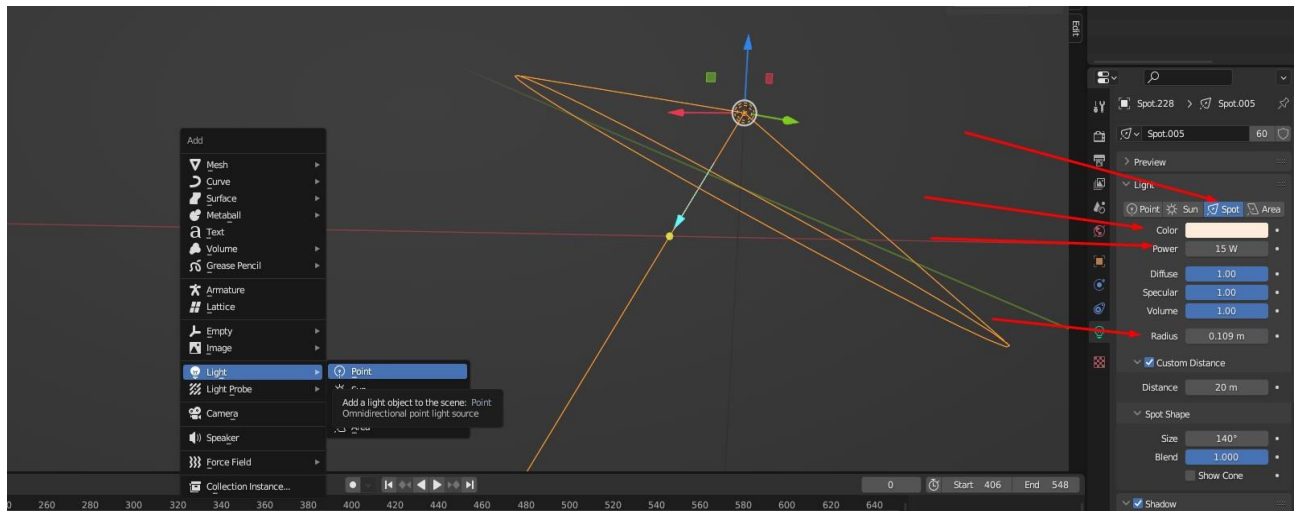 Edit
Spot.228 > Spot.005
Spot.005 60
Preview
Light
Point Sun Spot Area
Color
Power 15 W
Diffuse 1.00
Specular 1.00
Volume 1.00
Radius 0.109 m
Custom Distance
Distance 20 m
Spot Shape
Size 140°
Blend 1.000
Show Cone
Shadow
Add
Mesh
Curve
Surface
Metaball
Text
Volume
Grease Pencil
Armature
Lattice
Empty
Image
Light
Light Probe
Camera
Speaker
Force Field
Collection Instance...
Point
Add a light object to the scene: Point
Omnidirectional point light source
Area
0 Start 406 End 548
260 280 300 320 340 360 380 400 420 440 460 480 500 520 540 560 580 600 620 640